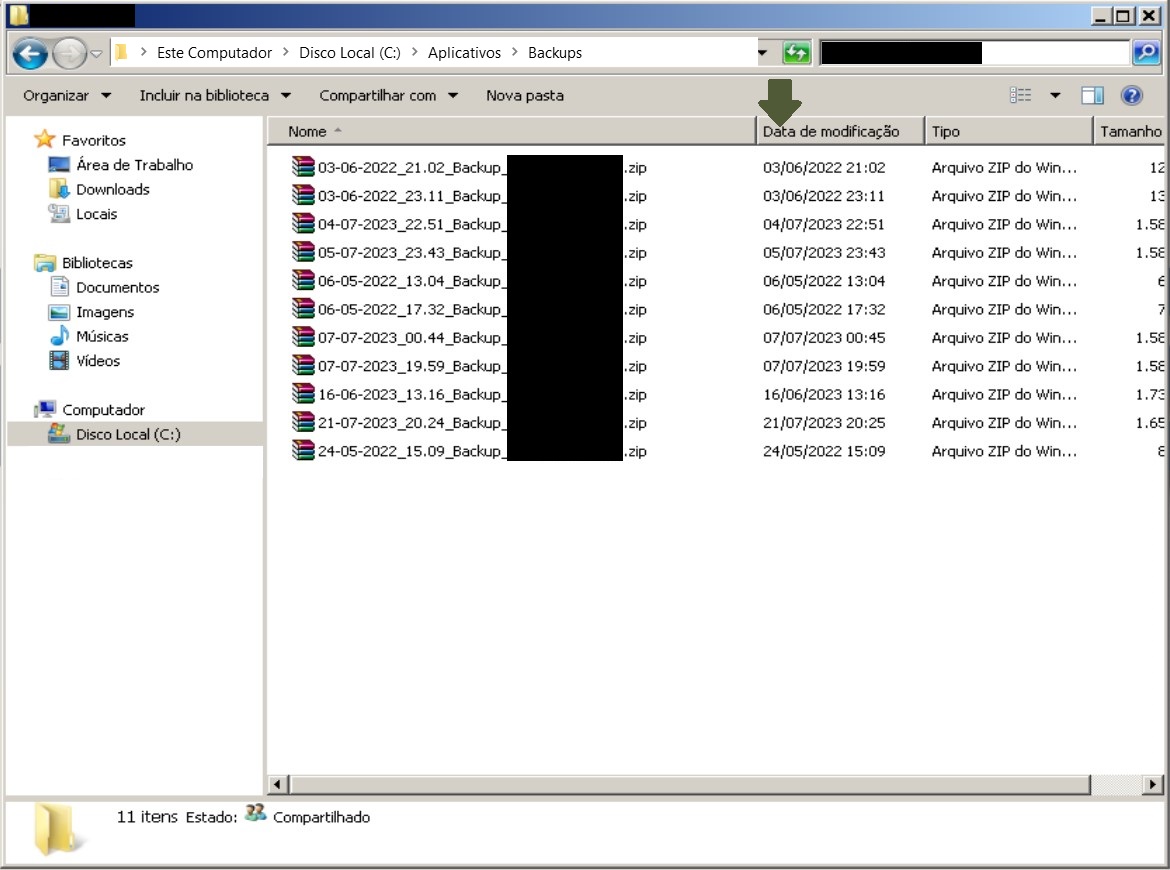 Este Computador Disco Local (C:) Aplicativos Backups
Organizar Incluir na biblioteca Compartilhar com Nova pasta
Favoritos
Área de Trabalho
Downloads
Locais
Bibliotecas
Documentos
Imagens
Músicas
Vídeos
Computador
Disco Local (C:)
Nome Data de modificação Tipo Tamanho
03-06-2022_21.02_Backup_ .zip 03/06/2022 21:02 Arquivo ZIP do Win... 12
03-06-2022_23.11_Backup_ .zip 03/06/2022 23:11 Arquivo ZIP do Win... 13
04-07-2023_22.51_Backup_ .zip 04/07/2023 22:51 Arquivo ZIP do Win... 1.58
05-07-2023_23.43_Backup_ .zip 05/07/2023 23:43 Arquivo ZIP do Win... 1.58
06-05-2022_13.04_Backup_ .zip 06/05/2022 13:04 Arquivo ZIP do Win... 6
06-05-2022_17.32_Backup_ .zip 06/05/2022 17:32 Arquivo ZIP do Win... 7
07-07-2023_00.44_Backup_ .zip 07/07/2023 00:45 Arquivo ZIP do Win... 1.58
07-07-2023_19.59_Backup_ .zip 07/07/2023 19:59 Arquivo ZIP do Win... 1.58
16-06-2023_13.16_Backup_ .zip 16/06/2023 13:16 Arquivo ZIP do Win... 1.73
21-07-2023_20.24_Backup_ .zip 21/07/2023 20:25 Arquivo ZIP do Win... 1.65
24-05-2022_15.09_Backup_ .zip 24/05/2022 15:09 Arquivo ZIP do Win... 8
11 itens Estado: Compartilhado